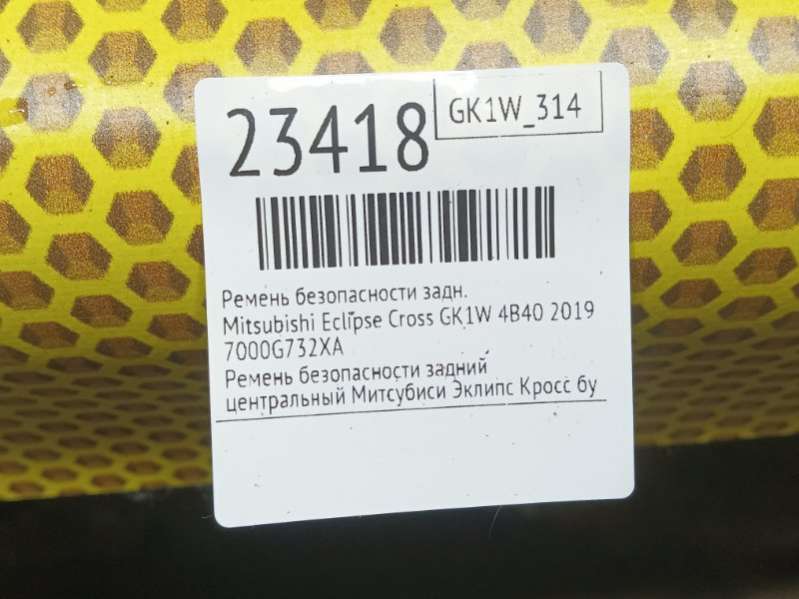 23418
GK1W_314
Ремень безопасности задн.
Mitsubishi Eclipse Cross GK1W 4B40 2019
7000G732XA
Ремень безопасности задний
центральный Митсубиси Эклипс Кросс бу